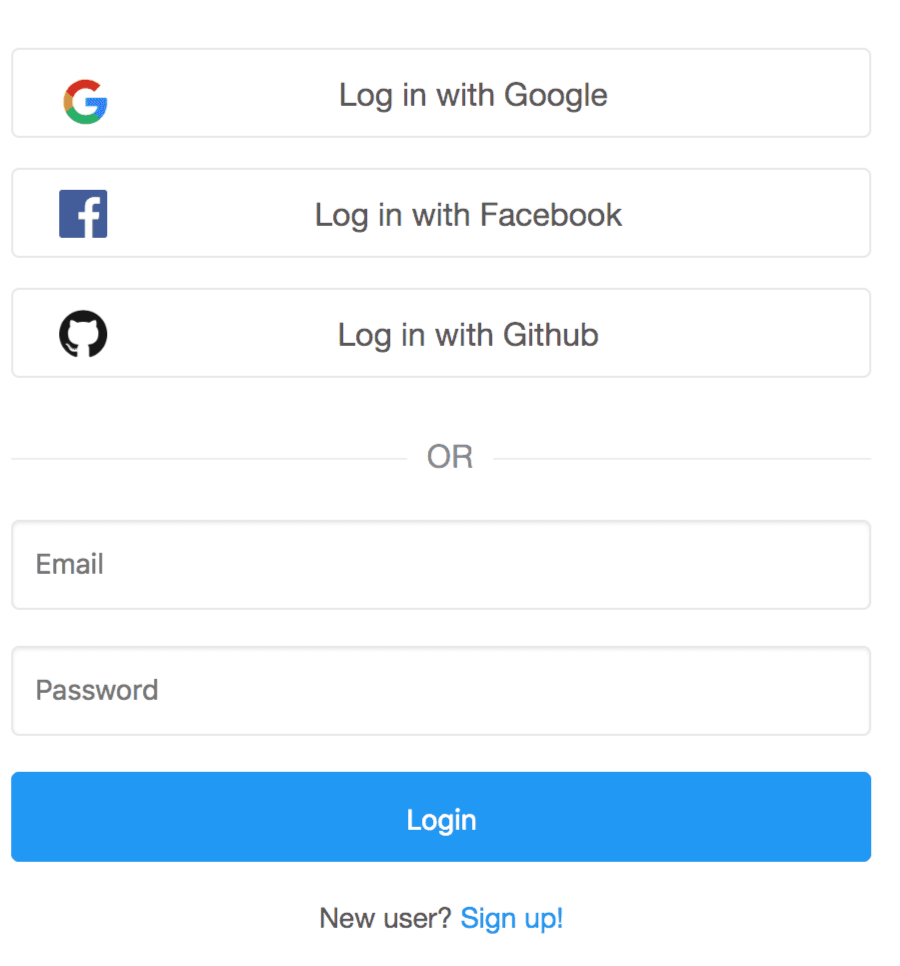 Log in with Google
Log in with Facebook
Log in with Github
OR
Email
Password
Login
New user? Sign up!